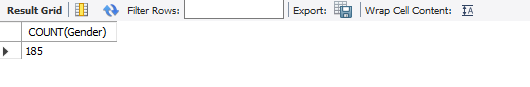 Result Grid Filter Rows: Export: Wrap Cell Content:
COUNT(Gender)
185